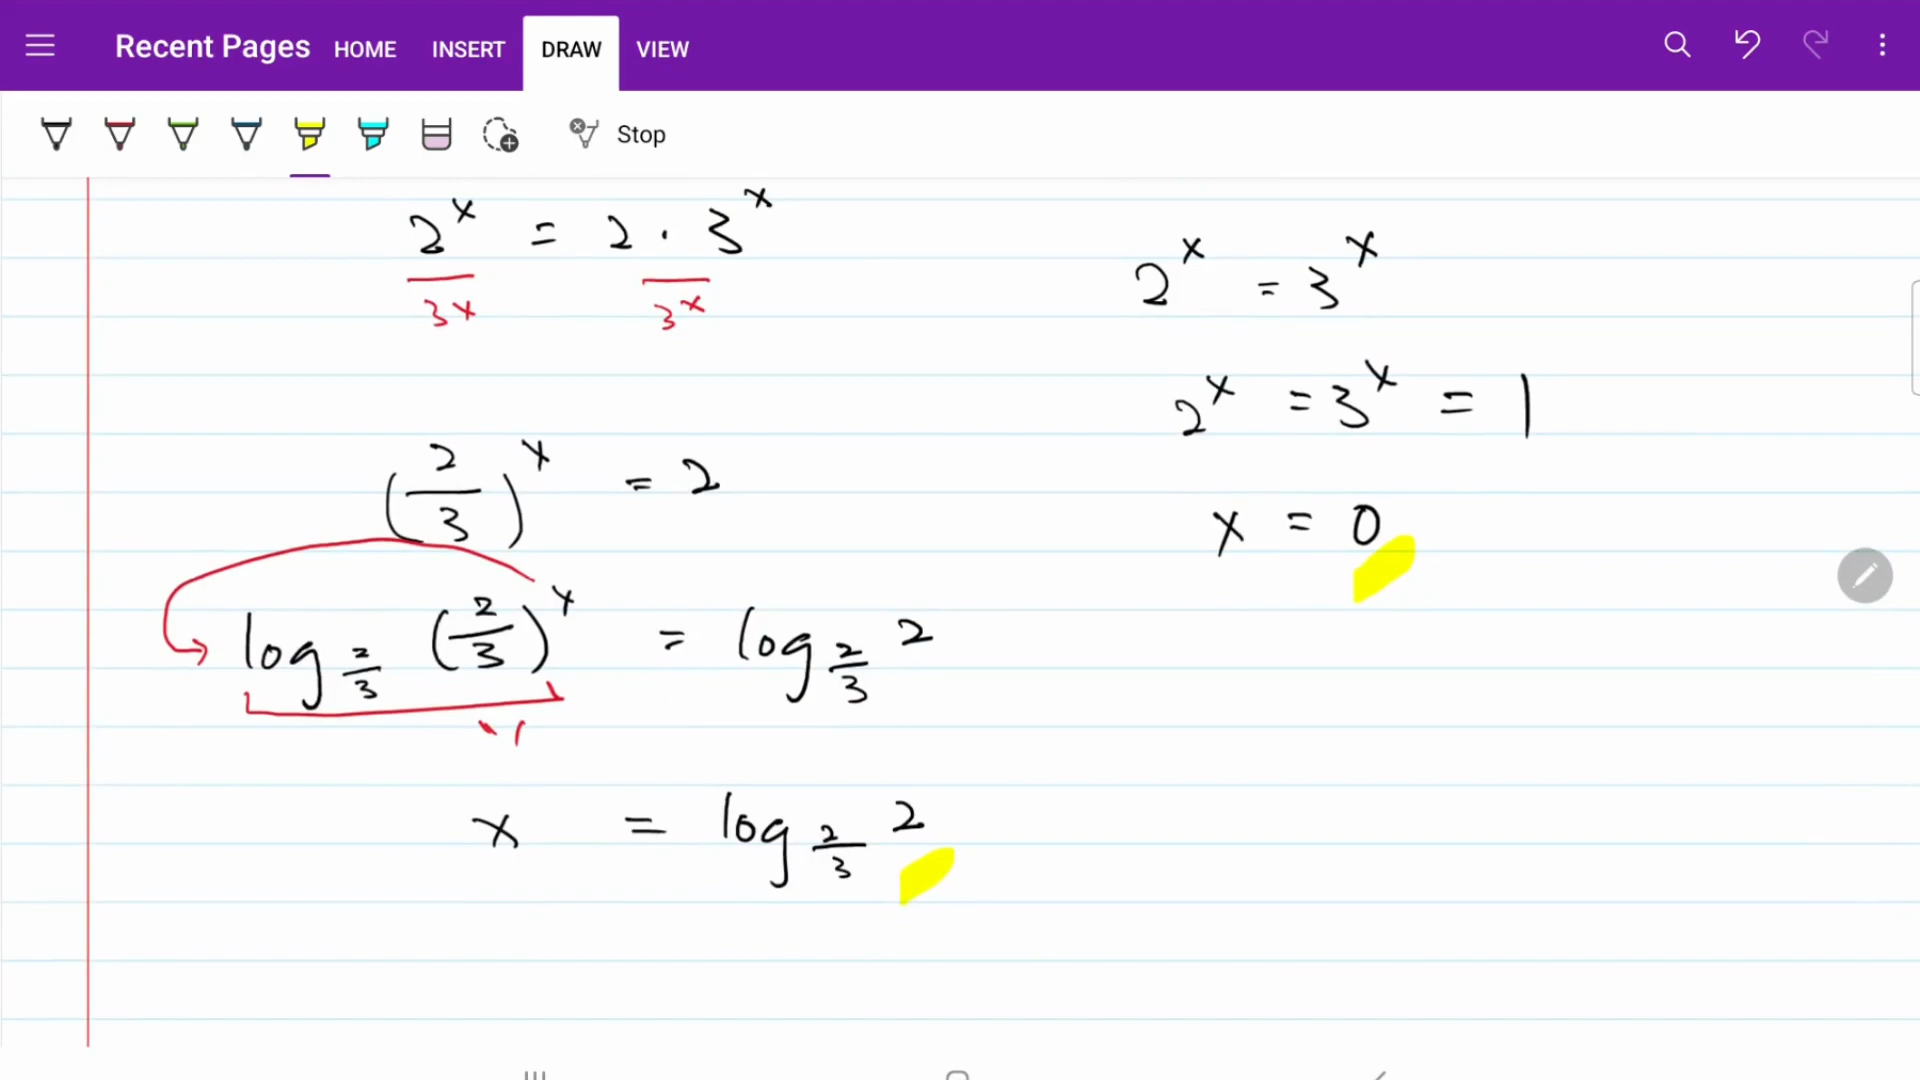 Recent Pages HOME INSERT DRAW VIEW
Stop
2^x = 2 · 3^x
3^x 3^x
(2/3)^x = 2
log_{2/3} (2/3)^x = log_{2/3} 2
x = log_{2/3} 2
2^x = 3^x
2^x = 3^x = 1
x = 0